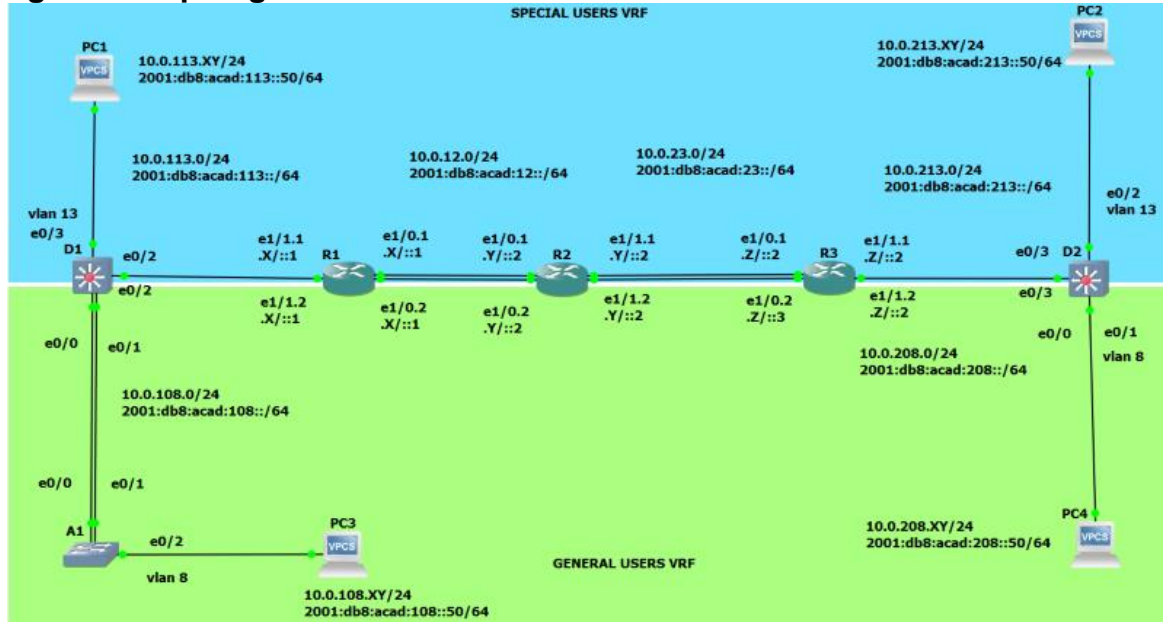 SPECIAL USERS VRF
PC1
VPCS
10.0.113.XY/24
2001:db8:acad:113::50/64
PC2
VPCS
10.0.213.XY/24
2001:db8:acad:213::50/64
10.0.113.0/24
2001:db8:acad:113::/64
10.0.12.0/24
2001:db8:acad:12::/64
10.0.23.0/24
2001:db8:acad:23::/64
10.0.213.0/24
2001:db8:acad:213::/64
e0/2
vlan 13
vlan 13
e0/3
D1
e0/2
e1/1.1
.X/::1
R1
e1/0.1
.X/::1
e1/0.1
.Y/::2
R2
e1/1.1
.Y/::2
e1/0.1
.Z/::2
R3
e1/1.1
.Z/::2
e0/3
D2
e0/2
e1/1.2
.X/::1
e1/0.2
.X/::1
e1/0.2
.Y/::2
e1/1.2
.Y/::2
e1/0.2
.Z/::3
e1/1.2
.Z/::2
e0/3
e0/0
e0/1
e0/0
e0/1
vlan 8
10.0.208.0/24
2001:db8:acad:208::/64
10.0.108.0/24
2001:db8:acad:108::/64
e0/0
e0/1
A1
e0/2
vlan 8
PC3
VPCS
10.0.108.XY/24
2001:db8:acad:108::50/64
GENERAL USERS VRF
PC4
VPCS
10.0.208.XY/24
2001:db8:acad:208::50/64